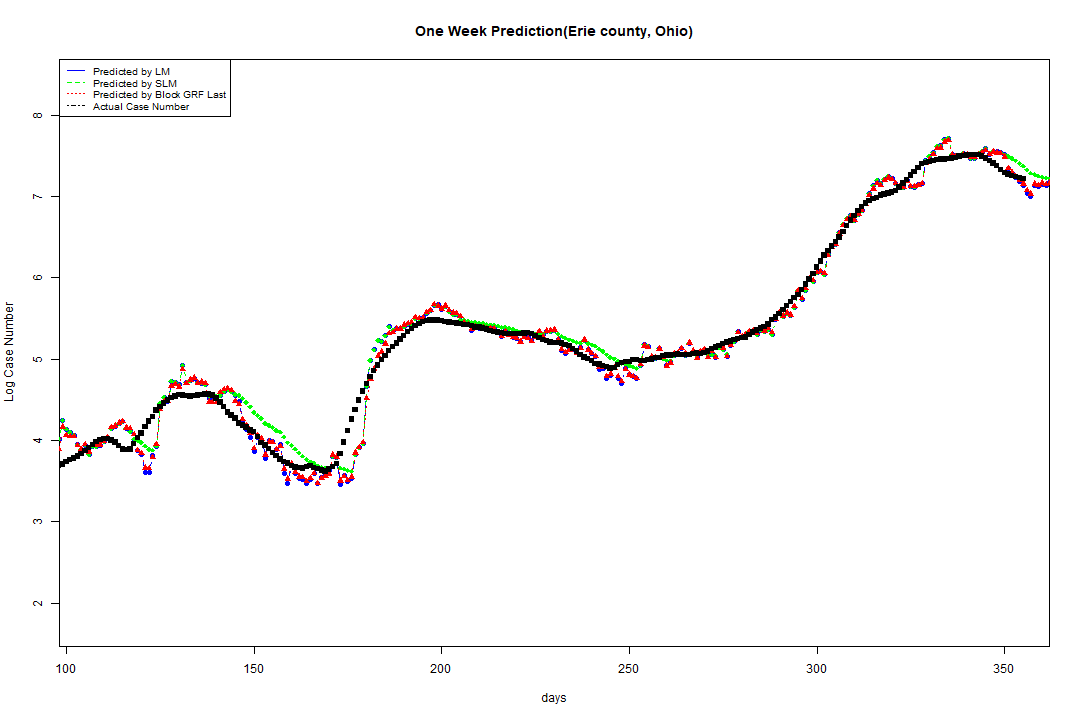 One Week Prediction(Erie county, Ohio)
Predicted by LM
Predicted by SLM
Predicted by Block GRF Last
Actual Case Number
Log Case Number
8
7
6
5
4
3
2
100 150 200 250 300 350
days